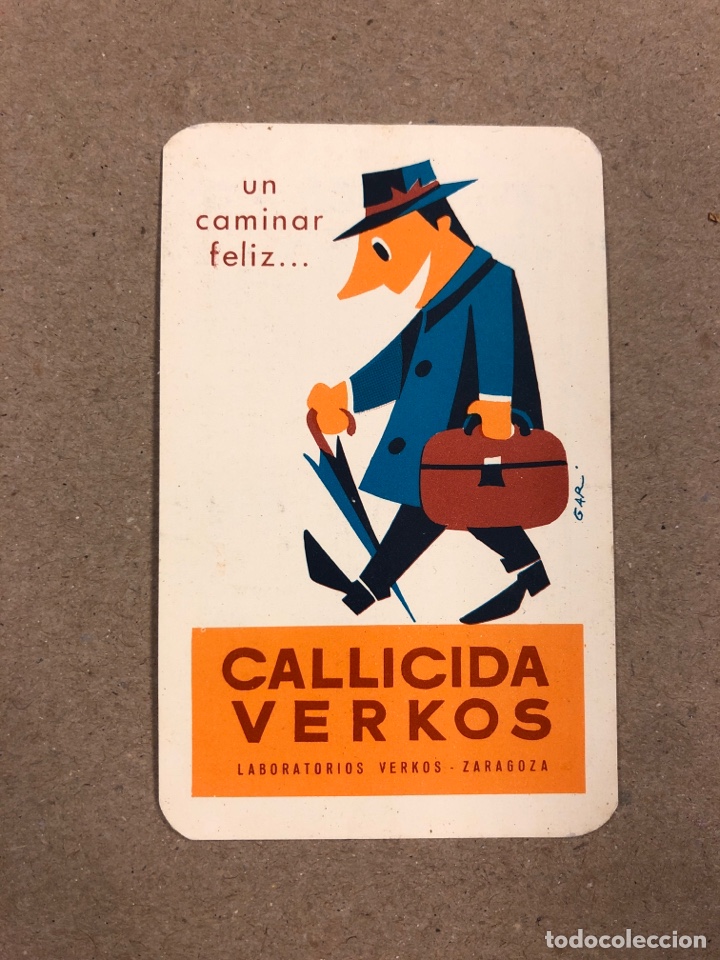 un
caminar
feliz...
GAR.
CALLICIDA
VERKOS
LABORATORIOS VERKOS - ZARAGOZA
todocoleccion